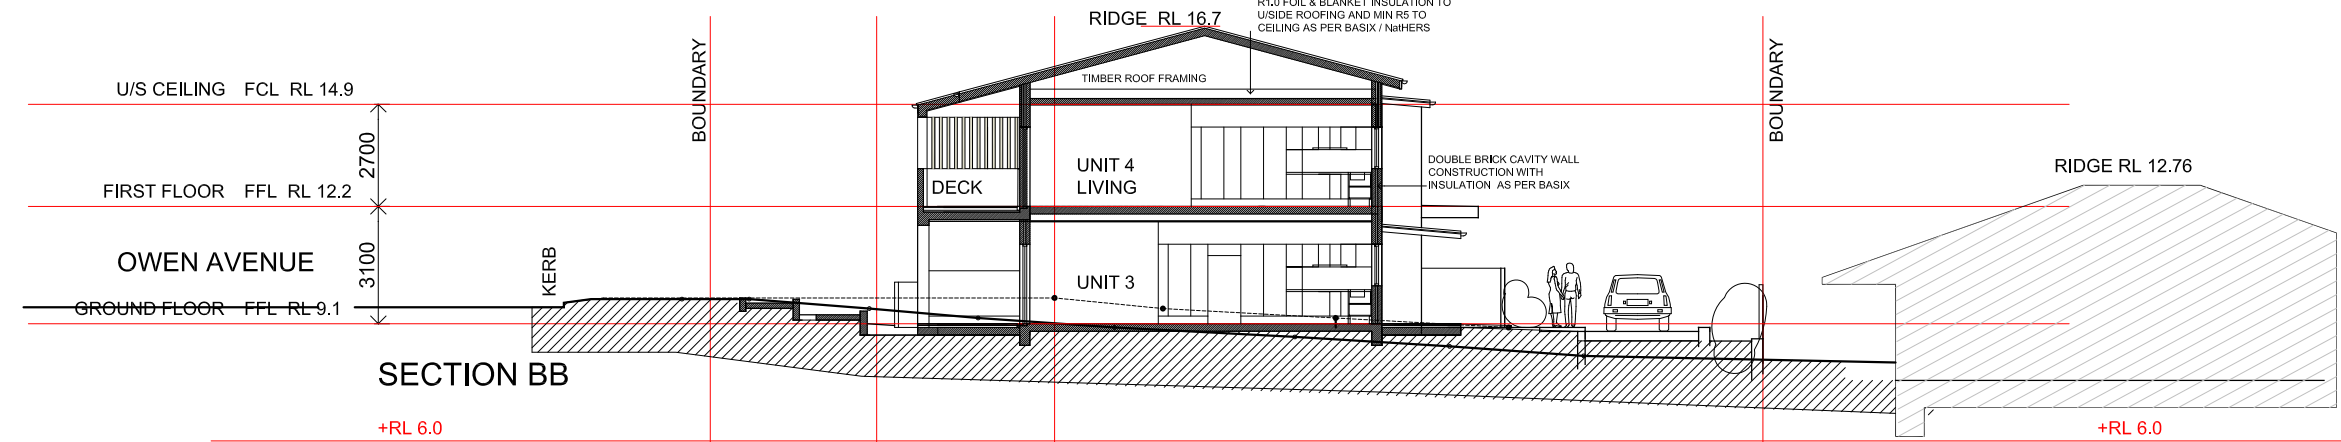 R1.0 FOIL & BLANKET INSULATION TO
U/SIDE ROOFING AND MIN R5 TO
CEILING AS PER BASIX / NatHERS
RIDGE RL 16.7
BOUNDARY
BOUNDARY
TIMBER ROOF FRAMING
U/S CEILING FCL RL 14.9
2700
UNIT 4
LIVING
DECK
DOUBLE BRICK CAVITY WALL
CONSTRUCTION WITH
INSULATION AS PER BASIX
RIDGE RL 12.76
FIRST FLOOR FFL RL 12.2
3100
OWEN AVENUE
KERB
UNIT 3
GROUND FLOOR FFL RL 9.1
SECTION BB
+RL 6.0
+RL 6.0